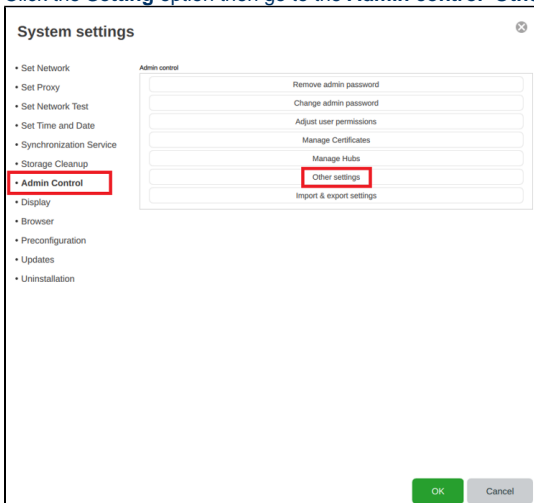 Click the Setting option then go to the Admin control
System settings
• Set Network
• Set Proxy
• Set Network Test
• Set Time and Date
• Synchronization Service
• Storage Cleanup
• Admin Control
• Display
• Browser
• Preconfiguration
• Updates
• Uninstallation
Admin control
Remove admin password
Change admin password
Adjust user permissions
Manage Certificates
Manage Hubs
Other settings
Import & export settings
OK
Cancel